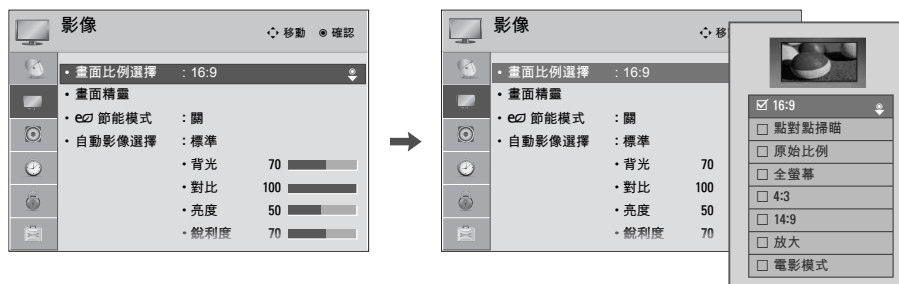 影像
移動 確認
• 畫面比例選擇 : 16:9
• 畫面精靈
• e 節能模式 : 關
• 自動影像選擇 : 標準
• 背光 70
• 對比 100
• 亮度 50
• 銳利度 70
影像
移
• 畫面比例選擇 : 16:9
• 畫面精靈
• e 節能模式 : 關
• 自動影像選擇 : 標準
• 背光 70
• 對比 100
• 亮度 50
• 銳利度 70
☑ 16:9
☐ 點對點掃瞄
☐ 原始比例
☐ 全螢幕
☐ 4:3
☐ 14:9
☐ 放大
☐ 電影模式